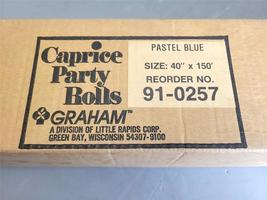 Caprice
Party
Rolls
GRAHAM™
A DIVISION OF LITTLE RAPIDS CORP.
GREEN BAY, WISCONSIN 54307-9100
PASTEL BLUE
SIZE: 40" x 150'
REORDER NO.
91-0257